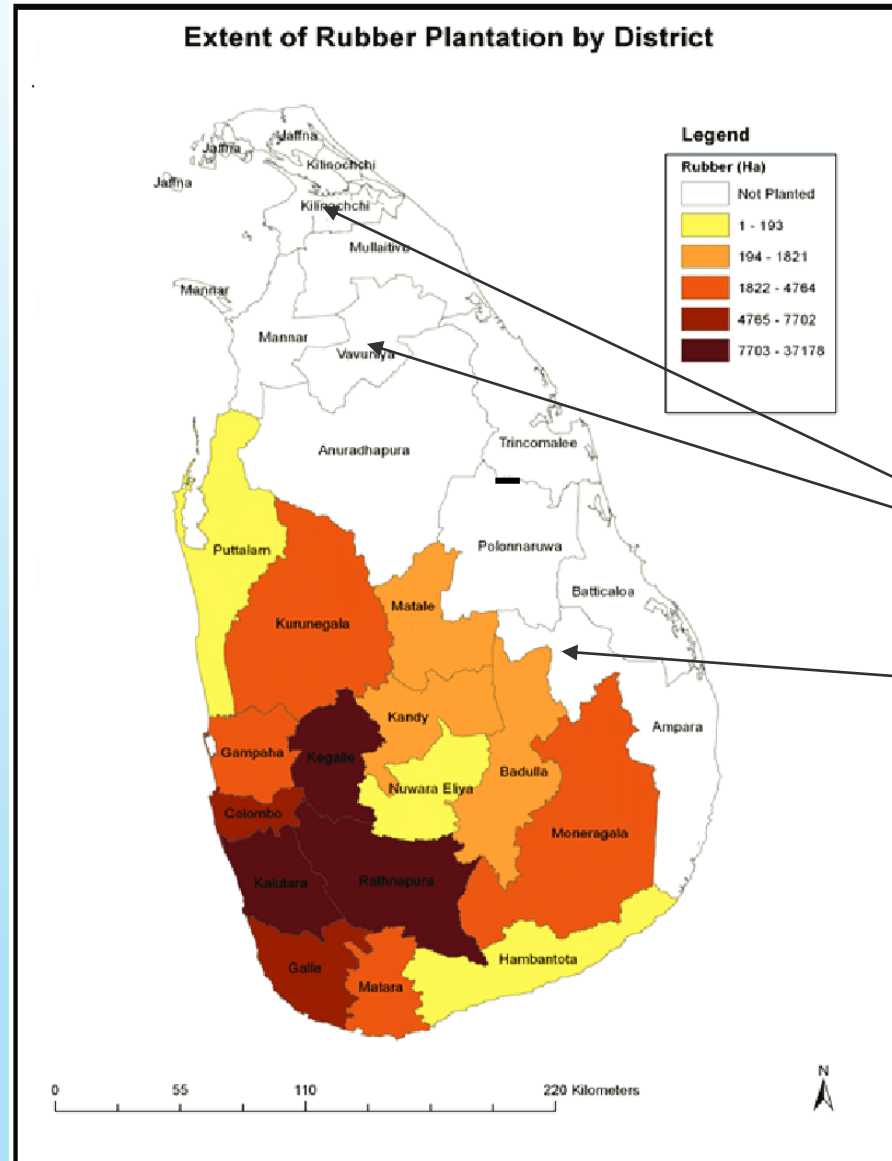 Extent of Rubber Plantation by District
Legend
Rubber (Ha)
Not Planted
1 - 193
194 - 1821
1822 - 4764
4765 - 7702
7703 - 37178
Jaffna
Jaffna
Kilinochchi
Jaffna
Kilinochchi
Mullaitivu
Mannar
Mannar
Vavuniya
Trincomalee
Anuradhapura
Puttalam
Polonnaruwa
Batticaloa
Matale
Kurunegala
Kandy
Ampara
Gampaha
Kegalle
Badulla
Nuwara Eliya
Colombo
Moneragala
Kalutara
Rathnapura
Hambantota
Galle
Matara
0 55 110 220 Kilometers
N